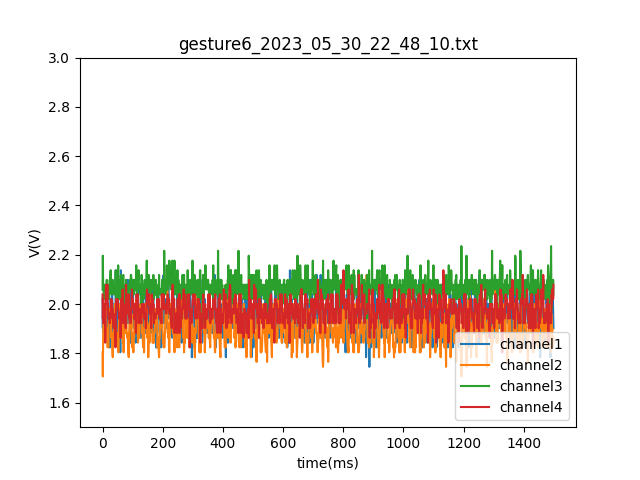 gesture6_2023_05_30_22_48_10.txt
3.0
2.8
2.6
2.4
2.2
2.0
1.8
1.6
V(V)
0 200 400 600 800 1000 1200 1400
time(ms)
channel1
channel2
channel3
channel4